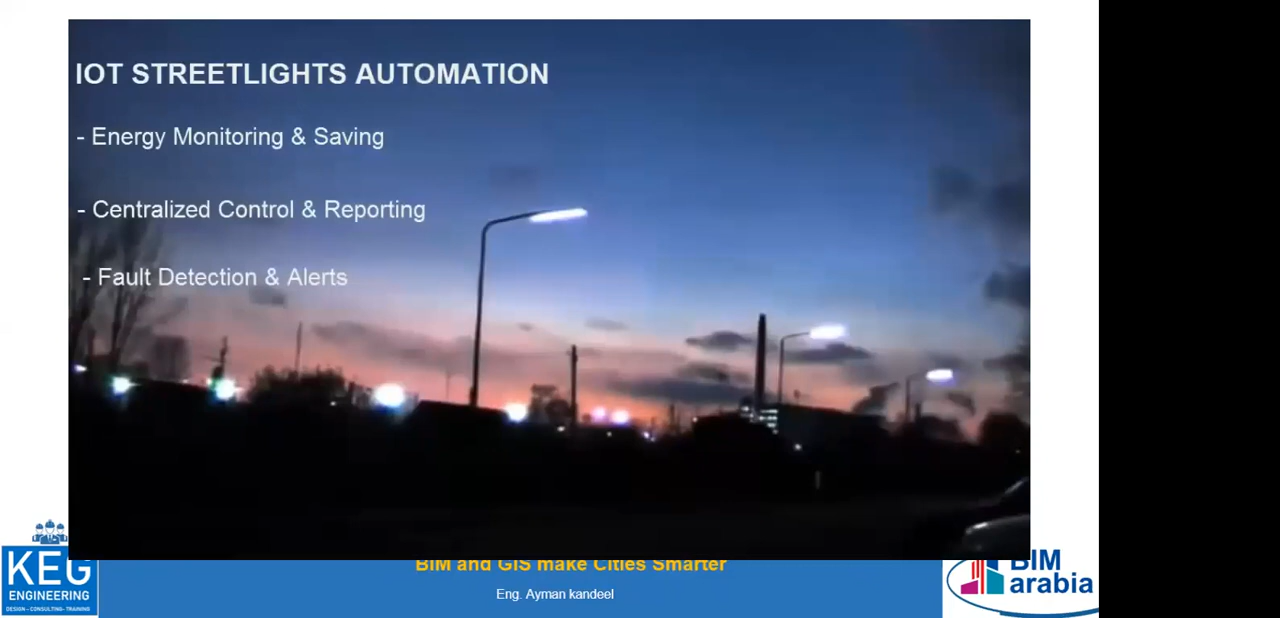 IOT STREETLIGHTS AUTOMATION
- Energy Monitoring & Saving
- Centralized Control & Reporting
- Fault Detection & Alerts
BIM and GIS make Cities Smarter
Eng. Ayman kandeel
KEG
ENGINEERING
DESIGN - CONSULTING- TRAINING
BIM
arabia